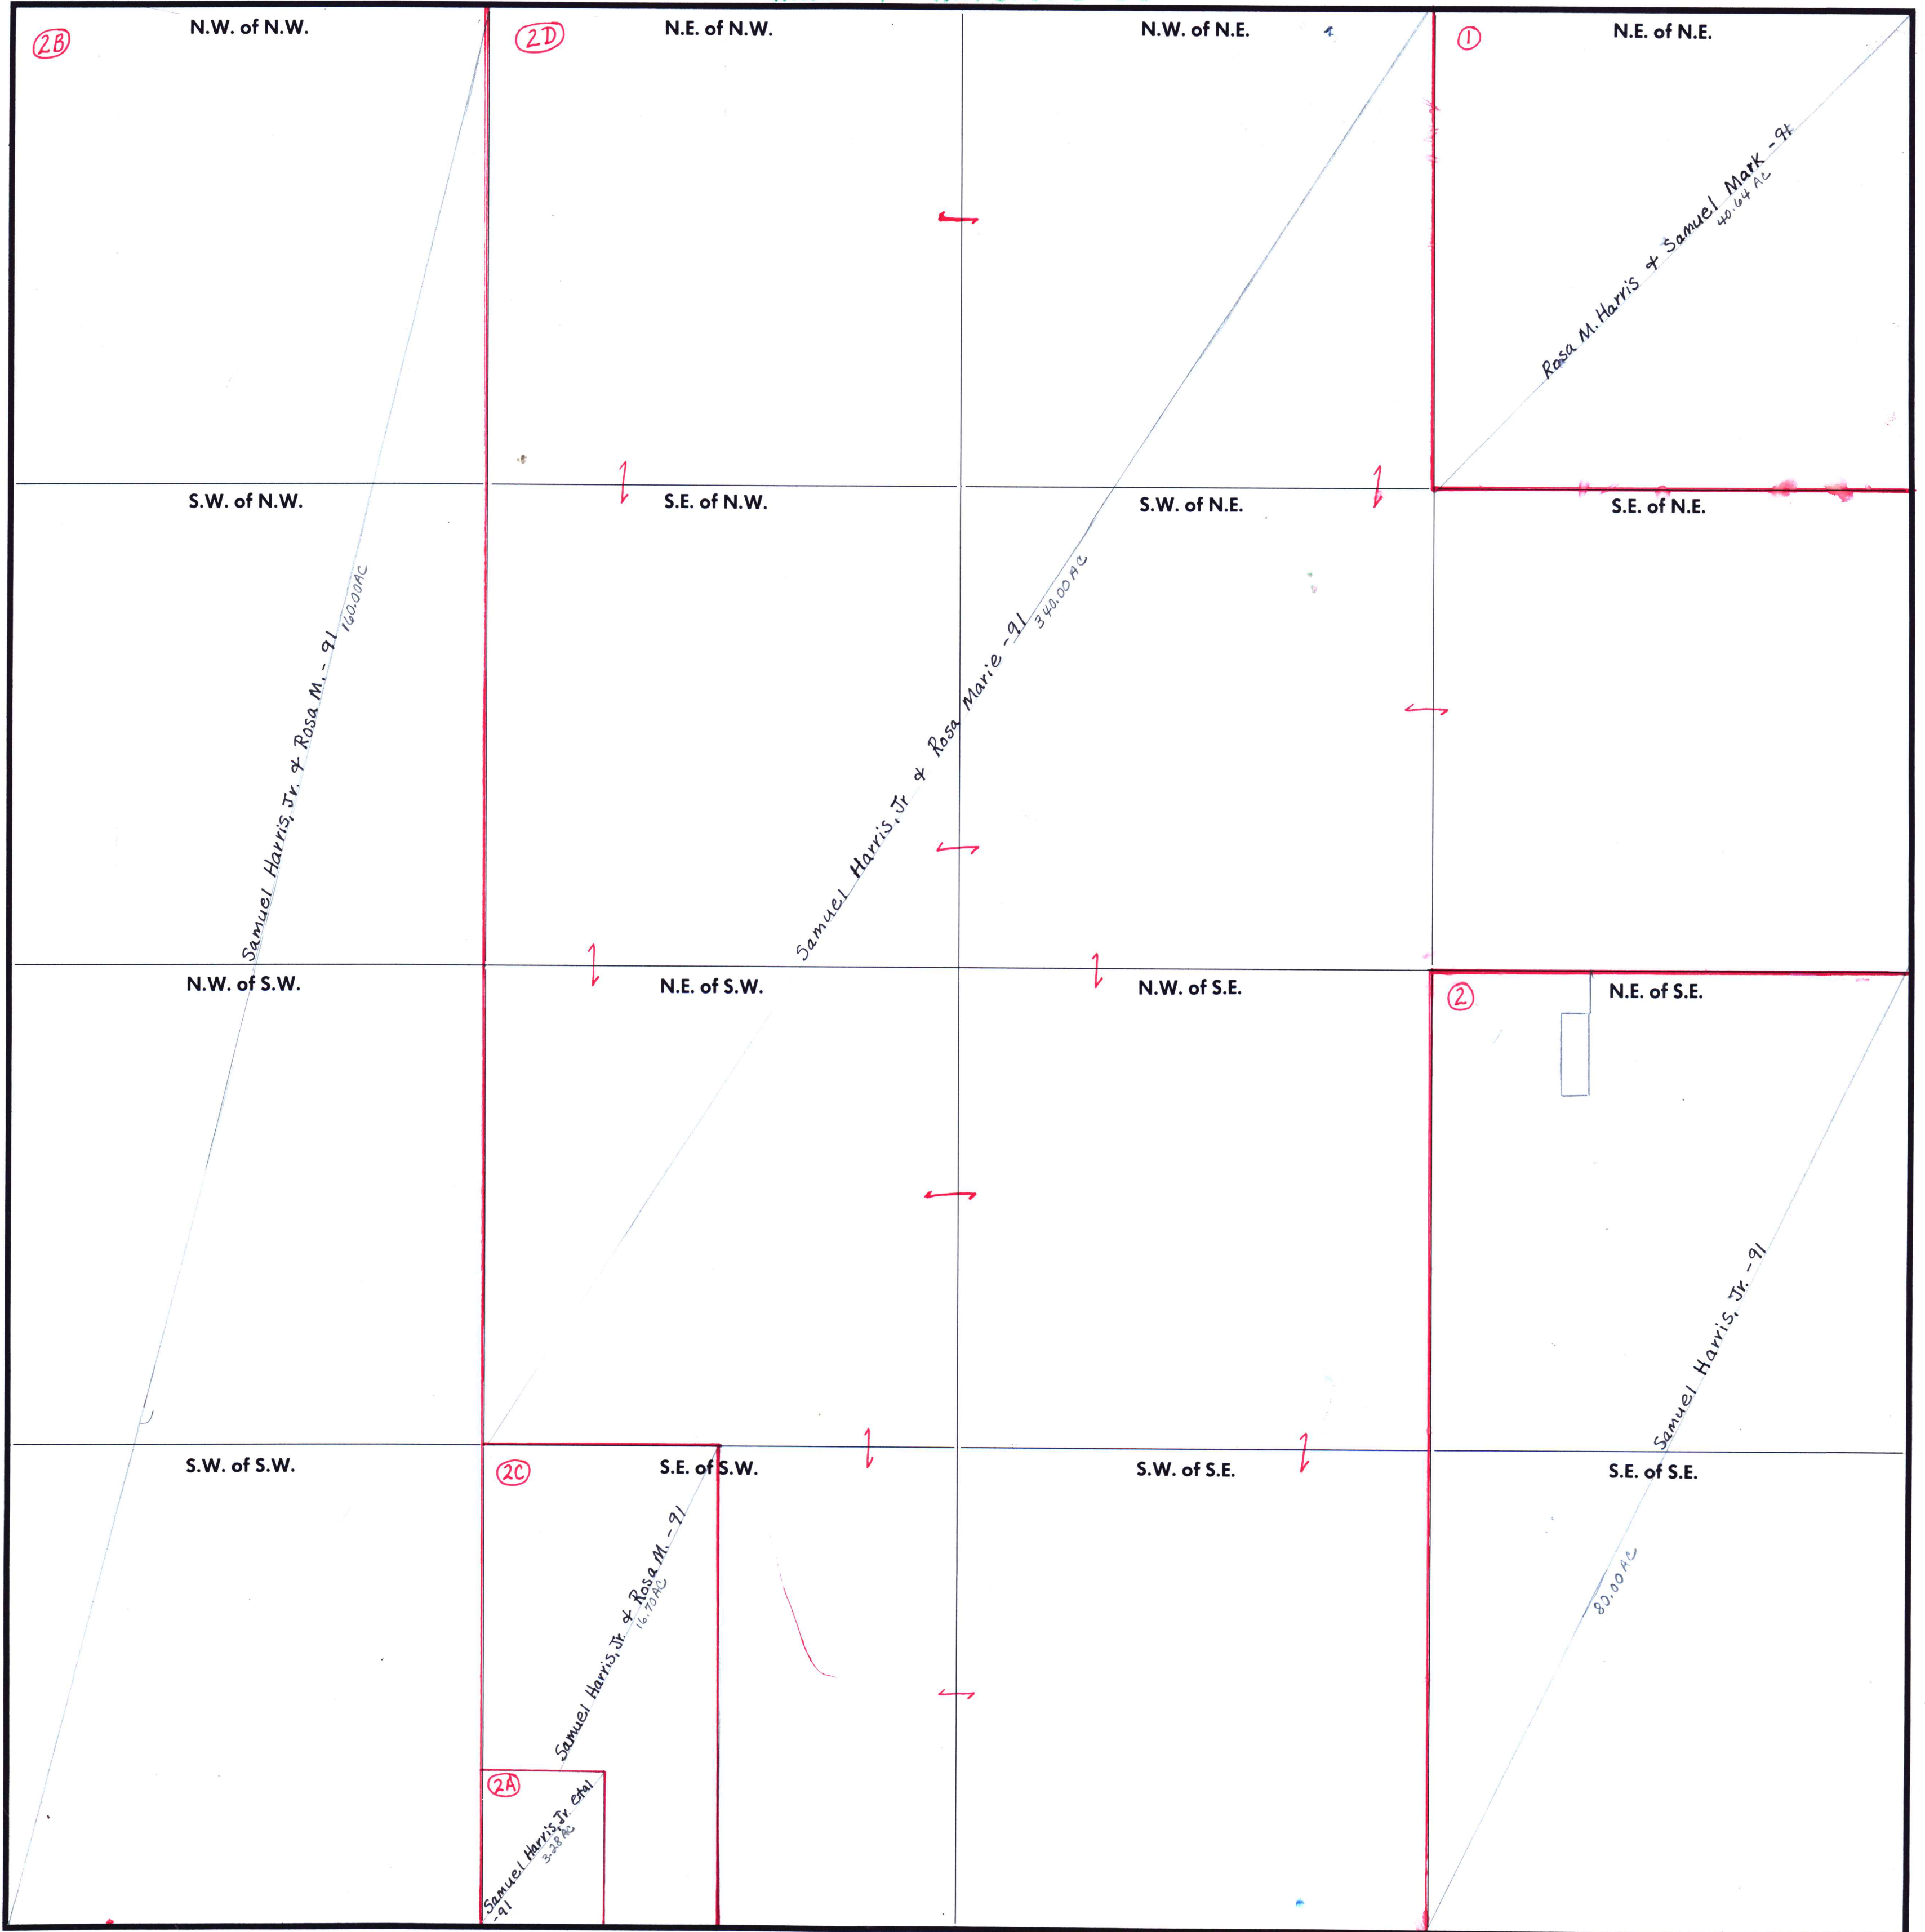 2B
N.W. of N.W.
2D
N.E. of N.W.
N.W. of N.E.
1
N.E. of N.E.
Rosa M. Harris & Samuel Mark - 91
40.64 AC
S.W. of N.W.
S.E. of N.W.
S.W. of N.E.
S.E. of N.E.
Samuel Harris, Jr. & Rosa M. - 91
160.00AC
Samuel Harris, Jr & Rosa Marie - 91
340.00 AC
N.W. of S.W.
N.E. of S.W.
N.W. of S.E.
2
N.E. of S.E.
Samuel Harris, Jr. - 91
80.00 AC
S.W. of S.W.
2C
S.E. of S.W.
S.W. of S.E.
S.E. of S.E.
Samuel Harris, Jr. & Rosa M. - 91
16.70 AC
2A
Samuel Harris, Jr. etal
3.28 AC
- 91